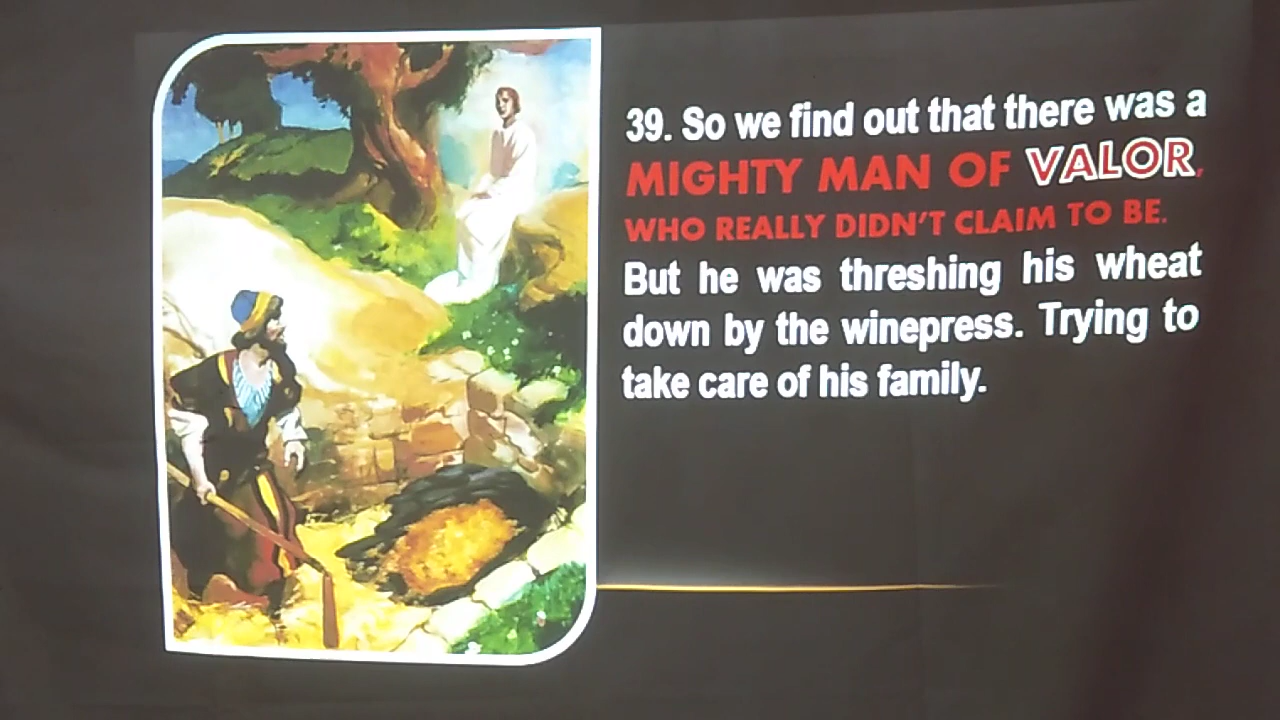 39. So we find out that there was a
MIGHTY MAN OF VALOR,
WHO REALLY DIDN'T CLAIM TO BE.
But he was threshing his wheat
down by the winepress. Trying to
take care of his family.